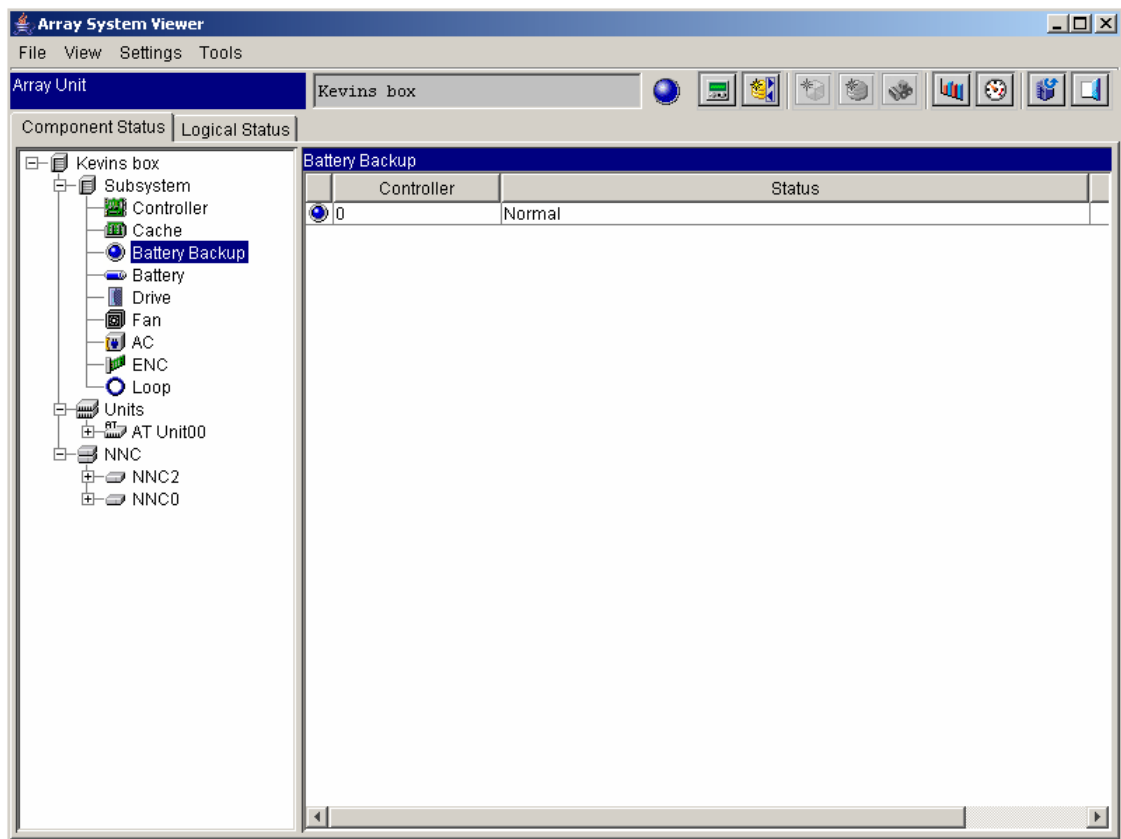 Array System Viewer
File View Settings Tools
Array Unit
Kevins box
Component Status
Logical Status
Kevins box
Subsystem
Controller
Cache
Battery Backup
Battery
Drive
Fan
AC
ENC
Loop
Units
AT Unit00
NNC
NNC2
NNC0
Battery Backup
Controller Status
0 Normal